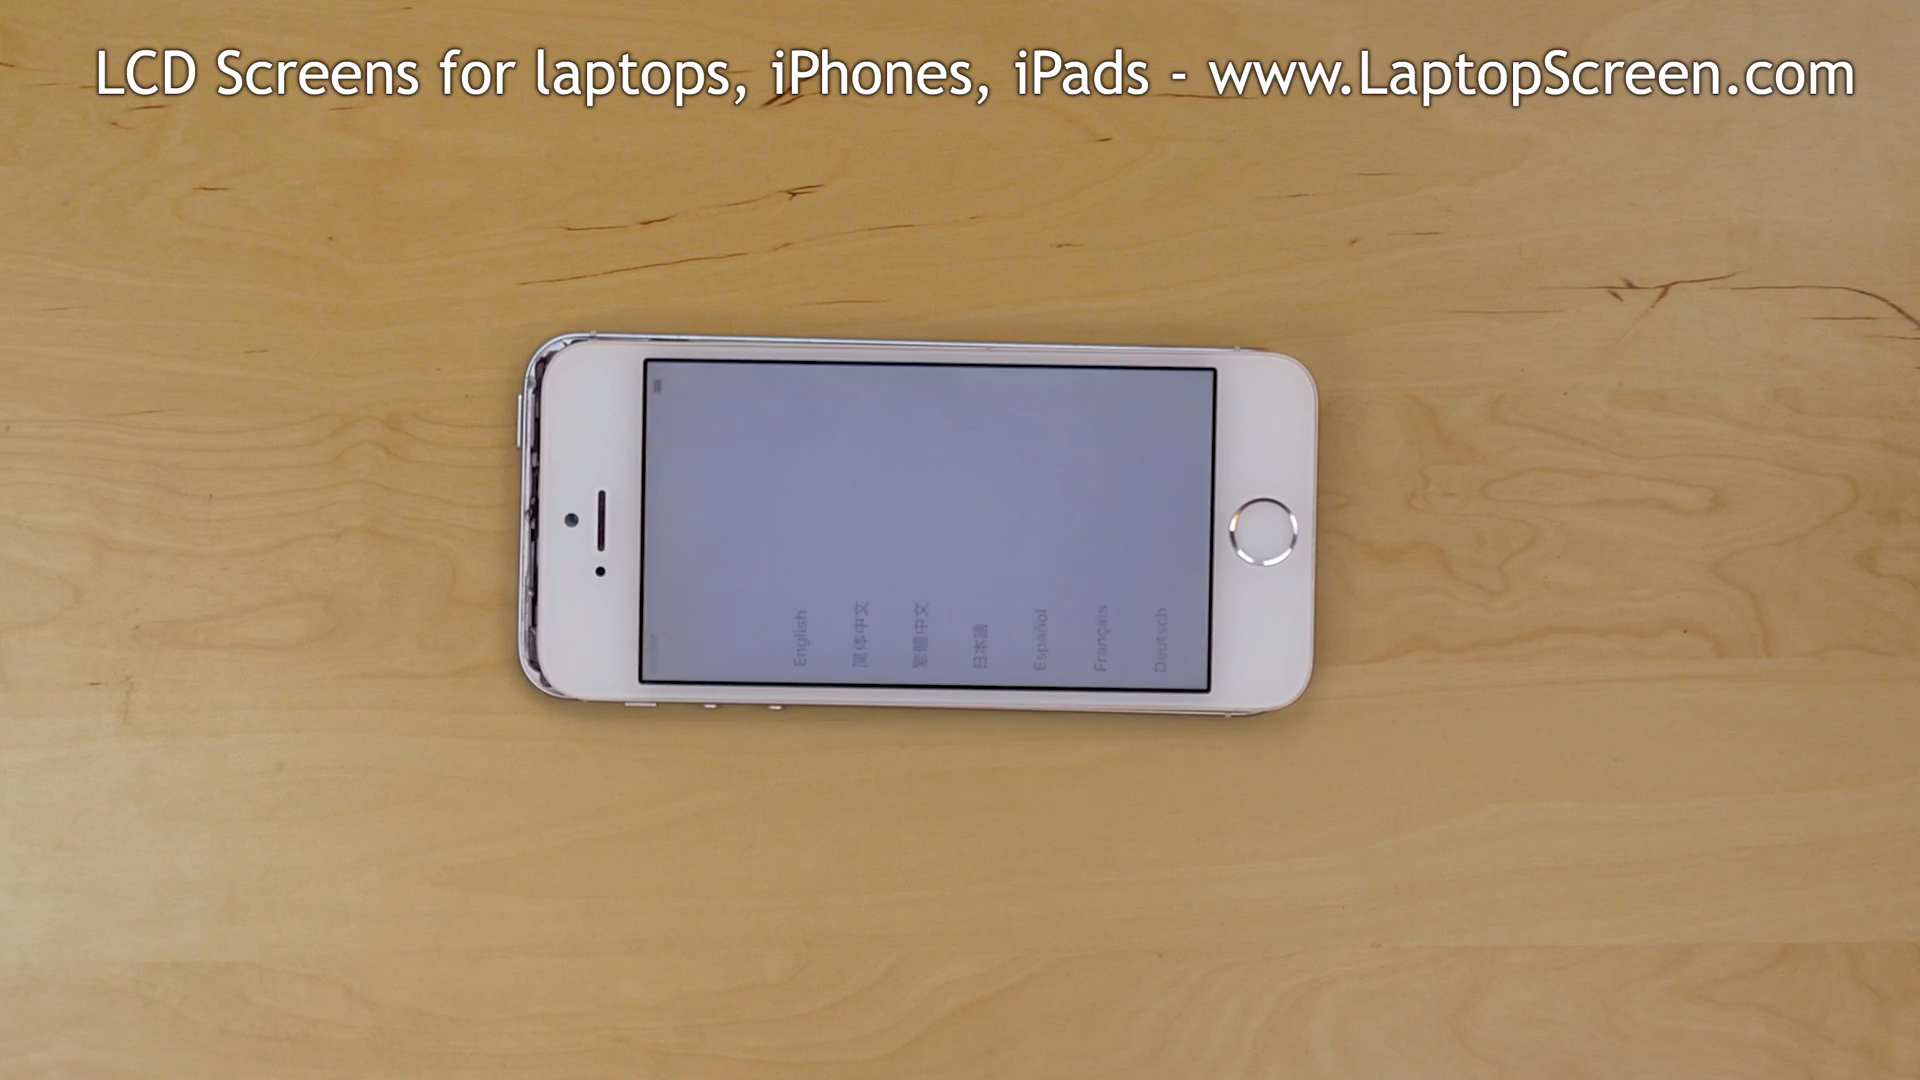 LCD Screens for laptops, iPhones, iPads - www.LaptopScreen.com
English
简体中文
繁體中文
日本語
Español
Français
Deutsch